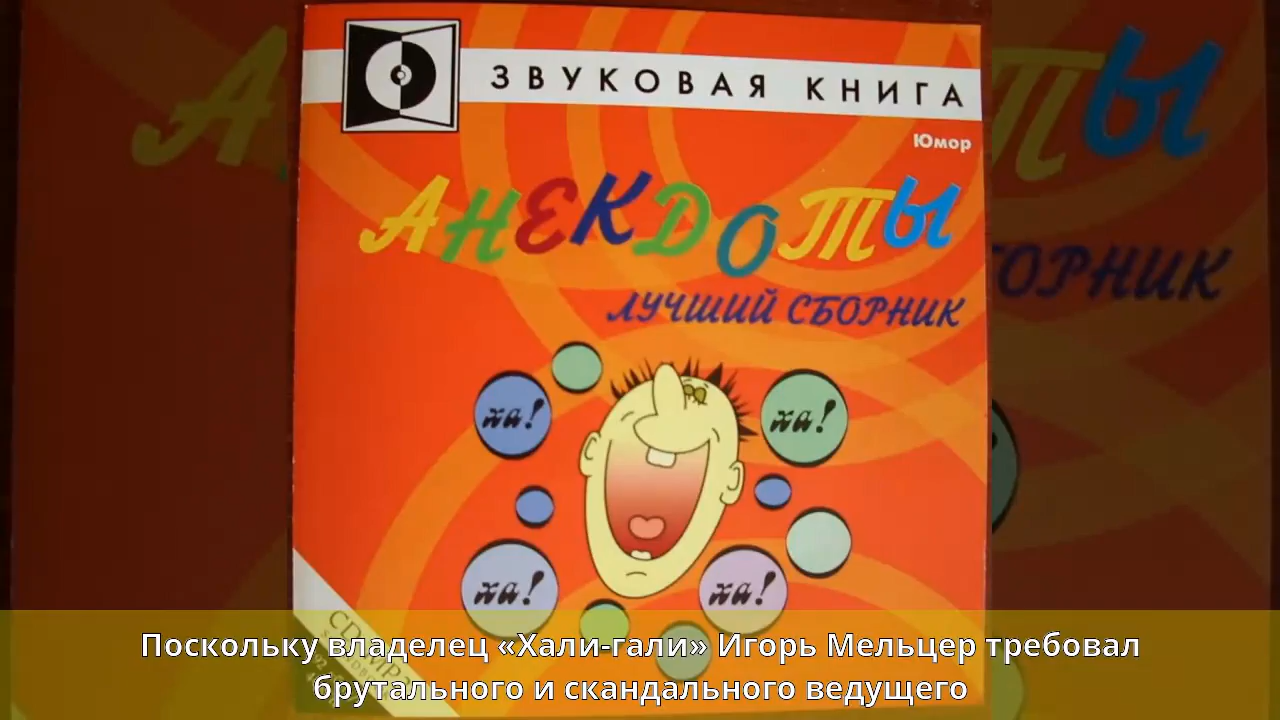 ЗВУКОВАЯ КНИГА
Юмор
АНЕКДОТЫ
ЛУЧШИЙ СБОРНИК
ха!
ха!
ха!
ха!
Поскольку владелец «Хали-гали» Игорь Мельцер требовал
брутального и скандального ведущего